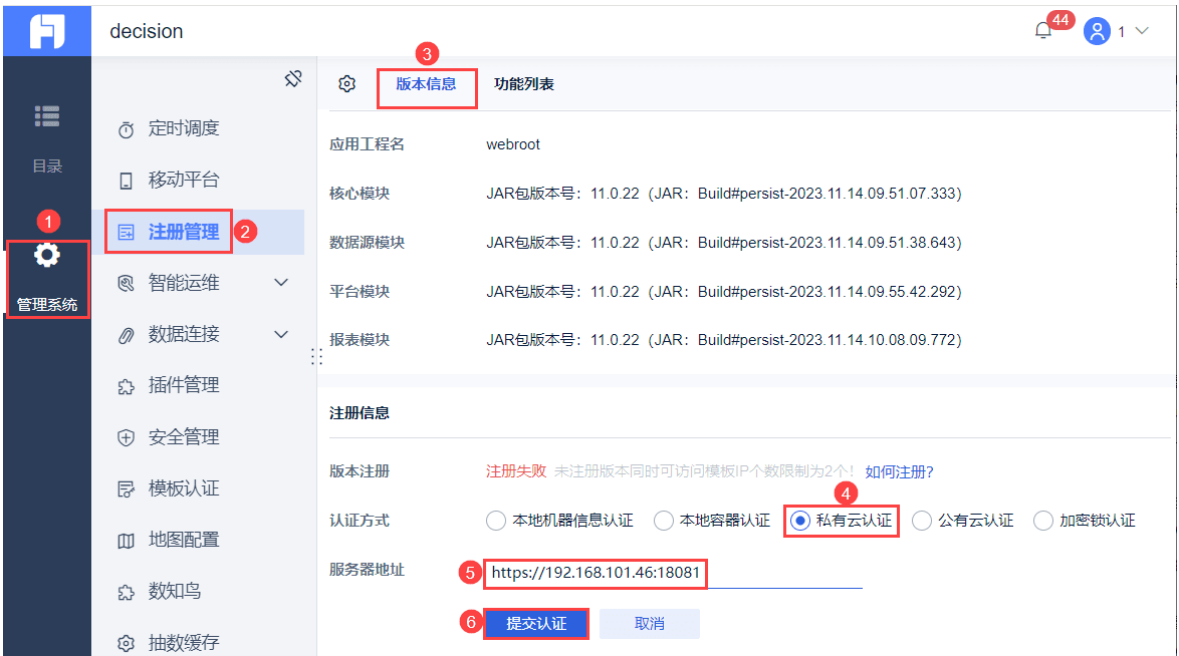 decision
44
1
3
版本信息 功能列表
目录
1
管理系统
定时调度
移动平台
注册管理 2
智能运维
数据连接
插件管理
安全管理
模板认证
地图配置
数知鸟
抽数缓存
应用工程名 webroot
核心模块 JAR包版本号：11.0.22（JAR：Build#persist-2023.11.14.09.51.07.333）
数据源模块 JAR包版本号：11.0.22（JAR：Build#persist-2023.11.14.09.51.38.643）
平台模块 JAR包版本号：11.0.22（JAR：Build#persist-2023.11.14.09.55.42.292）
报表模块 JAR包版本号：11.0.22（JAR：Build#persist-2023.11.14.10.08.09.772）
注册信息
版本注册 注册失败 未注册版本同时可访问模板IP个数限制为2个！ 如何注册?
4
认证方式 本地机器信息认证 本地容器认证 私有云认证 公有云认证 加密锁认证
服务器地址 5 https://192.168.101.46:18081
6 提交认证 取消